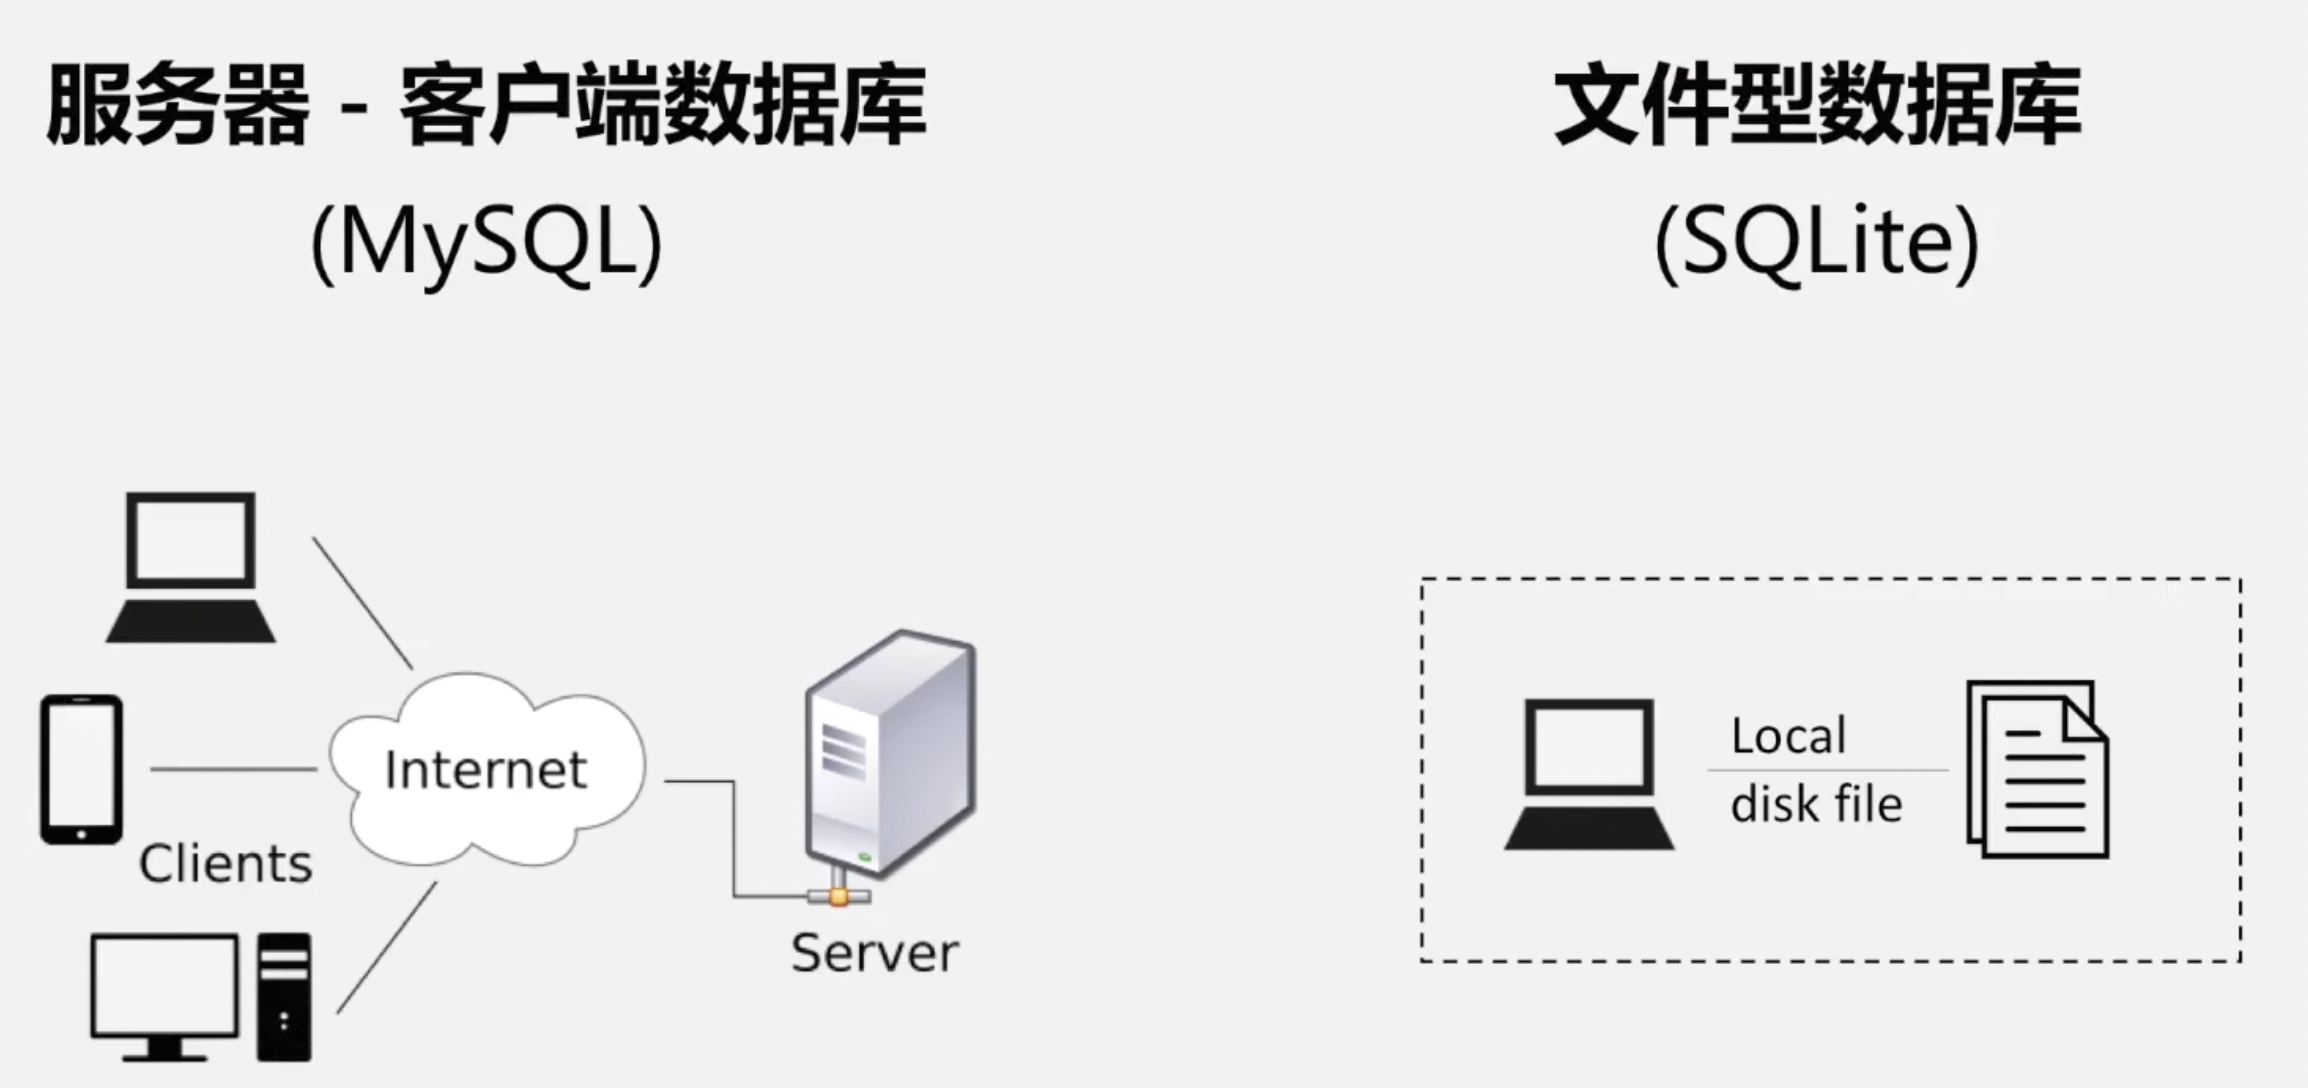 服务器 - 客户端数据库
(MySQL)
Internet
Clients
Server
文件型数据库
(SQLite)
Local
disk file